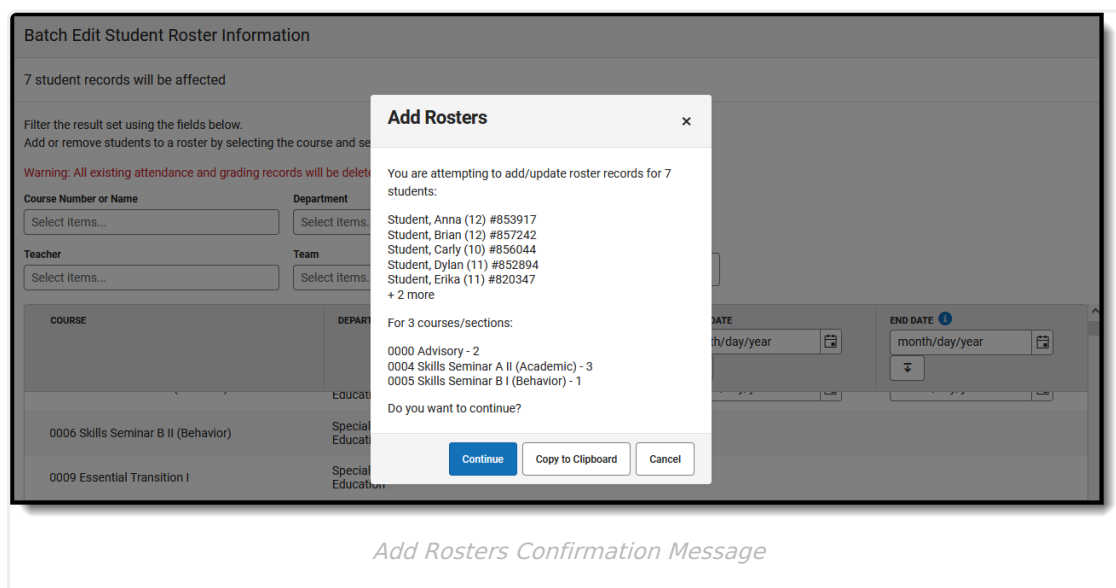 Batch Edit Student Roster Information
7 student records will be affected
Filter the result set using the fields below.
Add or remove students to a roster by selecting the course and se
Warning: All existing attendance and grading records will be delete
Course Number or Name
Department
Select items...
Select items.
Teacher
Team
Select items...
Select items.
COURSE
DEPART
DATE
END DATE
th/day/year
month/day/year
Educati
0006 Skills Seminar B II (Behavior)
Special
Educati
0009 Essential Transition I
Special
Education
Add Rosters
×
You are attempting to add/update roster records for 7
students:
Student, Anna (12) #853917
Student, Brian (12) #857242
Student, Carly (10) #856044
Student, Dylan (11) #852894
Student, Erika (11) #820347
+ 2 more
For 3 courses/sections:
0000 Advisory - 2
0004 Skills Seminar A II (Academic) - 3
0005 Skills Seminar B I (Behavior) - 1
Do you want to continue?
Continue
Copy to Clipboard
Cancel
Add Rosters Confirmation Message